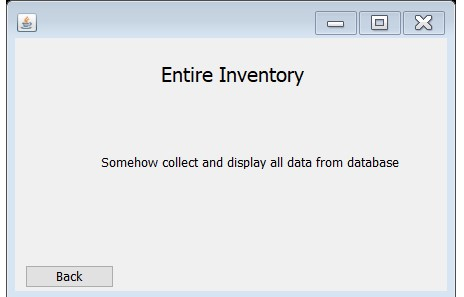 Entire Inventory
Somehow collect and display all data from database
Back